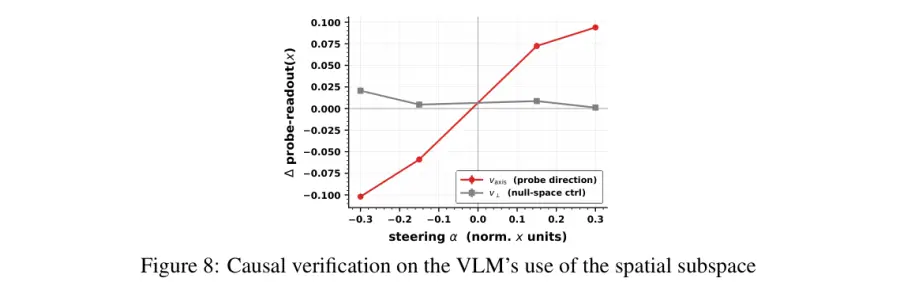 0.100
0.075
0.050
0.025
0.000
−0.025
−0.050
−0.075
−0.100
Δ probe-readout(x)
v_axis (probe direction)
v_⊥ (null-space ctrl)
−0.3 −0.2 −0.1 0.0 0.1 0.2 0.3
steering α (norm. x units)
Figure 8: Causal verification on the VLM's use of the spatial subspace